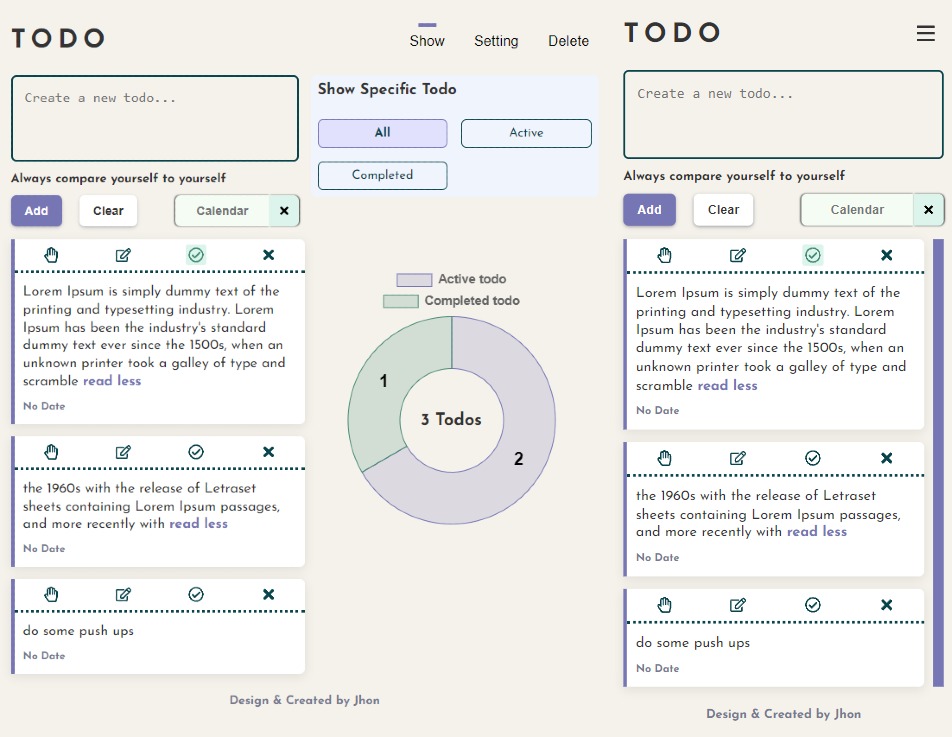 TODO
Show Setting Delete
Create a new todo...
Always compare yourself to yourself
Add Clear Calendar
Show Specific Todo
All Active
Completed
Lorem Ipsum is simply dummy text of the
printing and typesetting industry. Lorem
Ipsum has been the industry's standard
dummy text ever since the 1500s, when an
unknown printer took a galley of type and
scramble read less
No Date
the 1960s with the release of Letraset
sheets containing Lorem Ipsum passages,
and more recently with read less
No Date
do some push ups
No Date
Active todo
Completed todo
1
3 Todos
2
Design & Created by Jhon
TODO
Create a new todo...
Always compare yourself to yourself
Add Clear Calendar
Lorem Ipsum is simply dummy text of the
printing and typesetting industry. Lorem
Ipsum has been the industry's standard
dummy text ever since the 1500s, when an
unknown printer took a galley of type and
scramble read less
No Date
the 1960s with the release of Letraset
sheets containing Lorem Ipsum passages,
and more recently with read less
No Date
do some push ups
No Date
Design & Created by Jhon